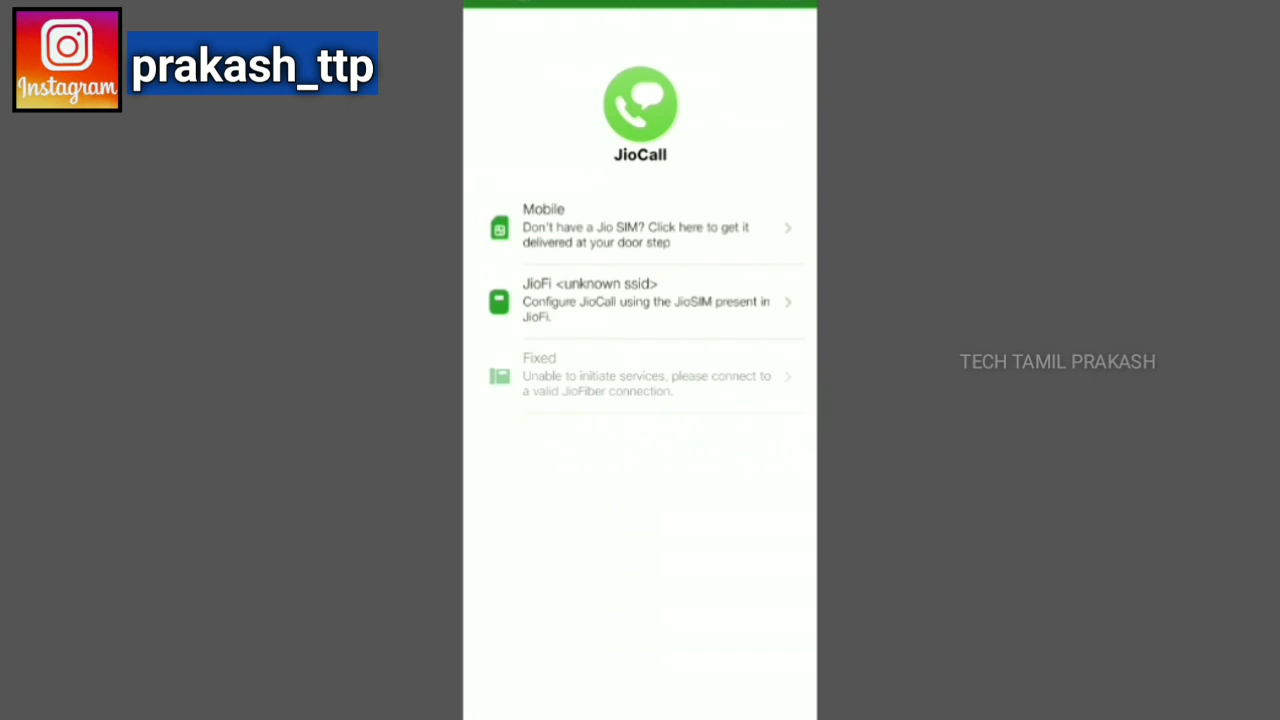 Instagram
prakash_ttp
JioCall
Mobile
Don't have a Jio SIM? Click here to get it
delivered at your door step
JioFi <unknown ssid>
Configure JioCall using the JioSIM present in
JioFi.
Fixed
Unable to initiate services, please connect to
a valid JioFiber connection.
TECH TAMIL PRAKASH